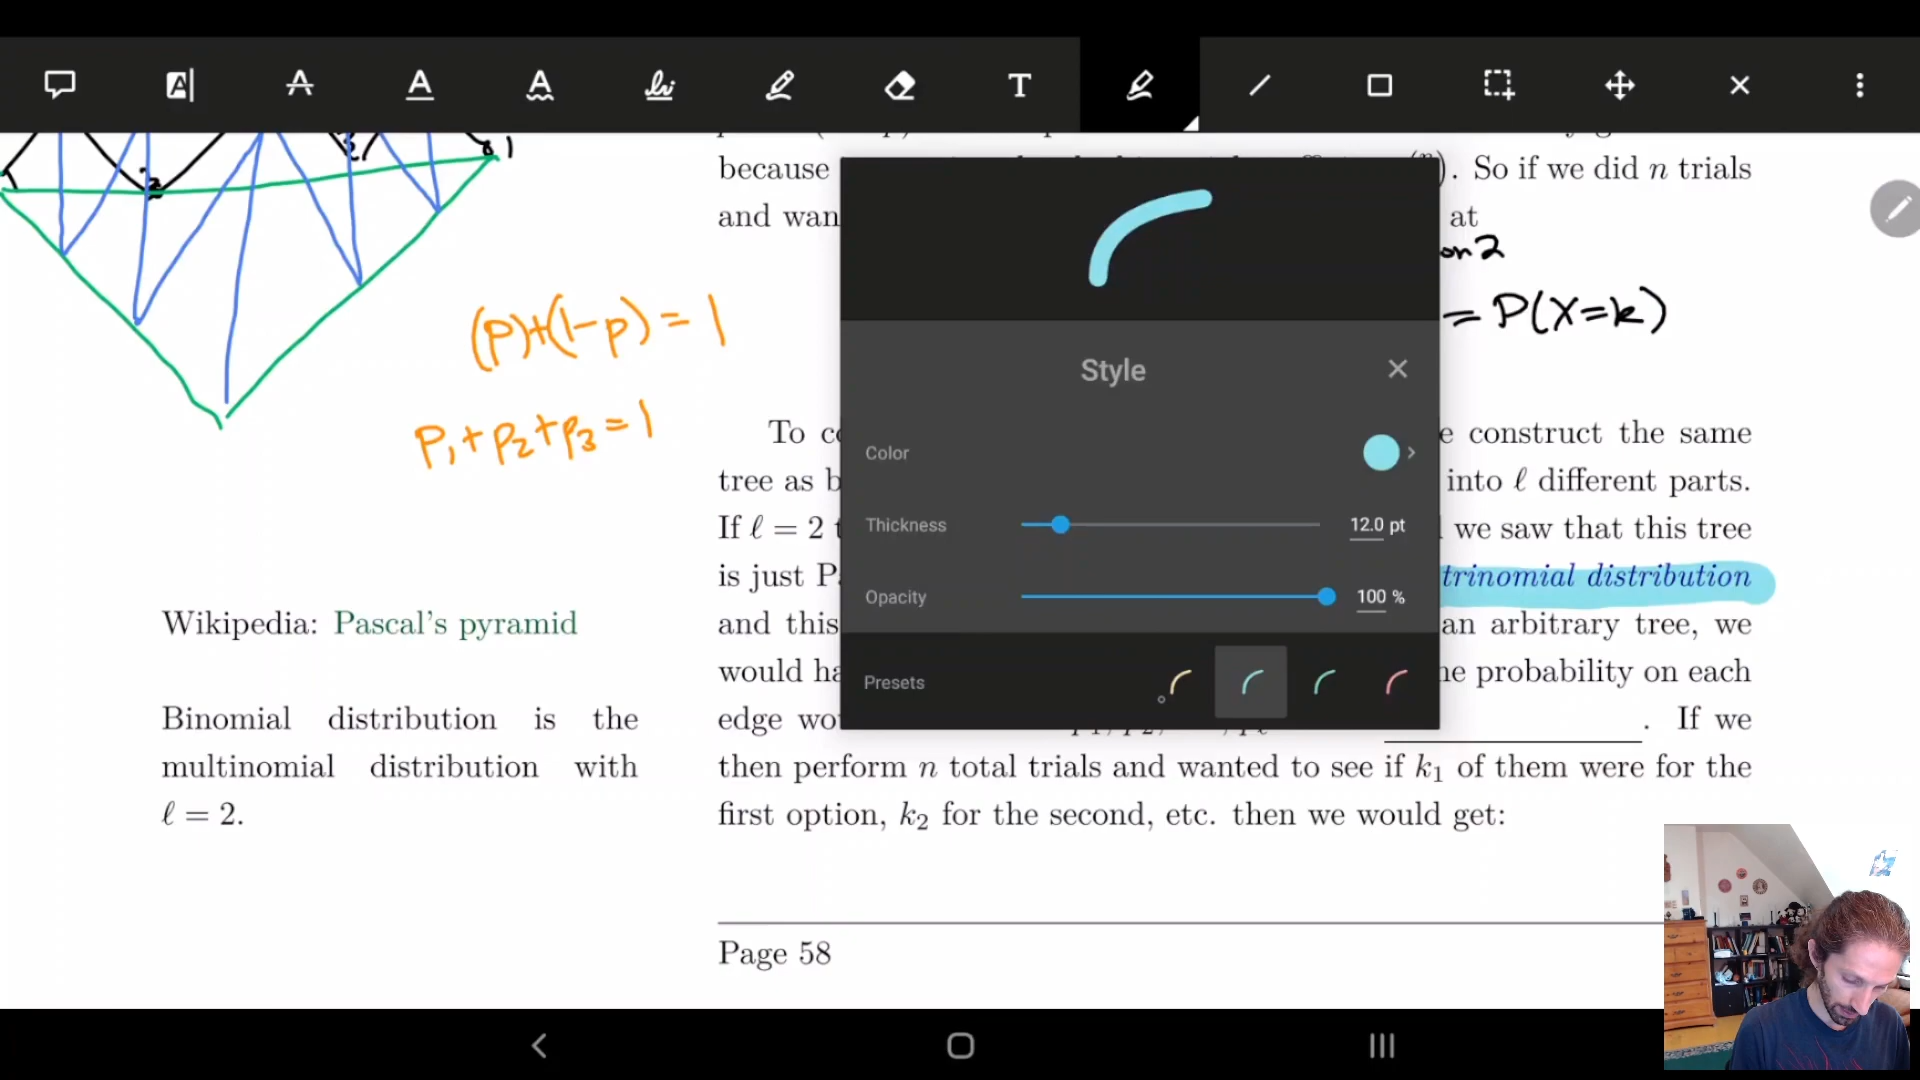 1
because
). So if we did n trials
and wan
at
on 2
(p)+(1-p) = 1
= P(X=k)
p₁+p₂+p₃=1
Style
Color
Thickness
12.0 pt
Opacity
100 %
Presets
To co
e construct the same
tree as b
into ℓ different parts.
If ℓ = 2 t
we saw that this tree
is just P
trinomial distribution
and this
an arbitrary tree, we
would ha
he probability on each
edge wo
. If we
then perform n total trials and wanted to see if k₁ of them were for the
first option, k₂ for the second, etc. then we would get:
Wikipedia: Pascal's pyramid
Binomial distribution is the
multinomial distribution with
ℓ = 2.
Page 58